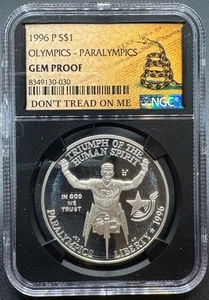 1996 P S$1
OLYMPICS - PARALYMPICS
GEM PROOF
8349130-030
NGC
DON'T TREAD ON ME
TRIUMPH OF THE
HUMAN SPIRIT
USA
IN GOD
WE
TRUST
PARALYMPICS
LIBERTY
1996